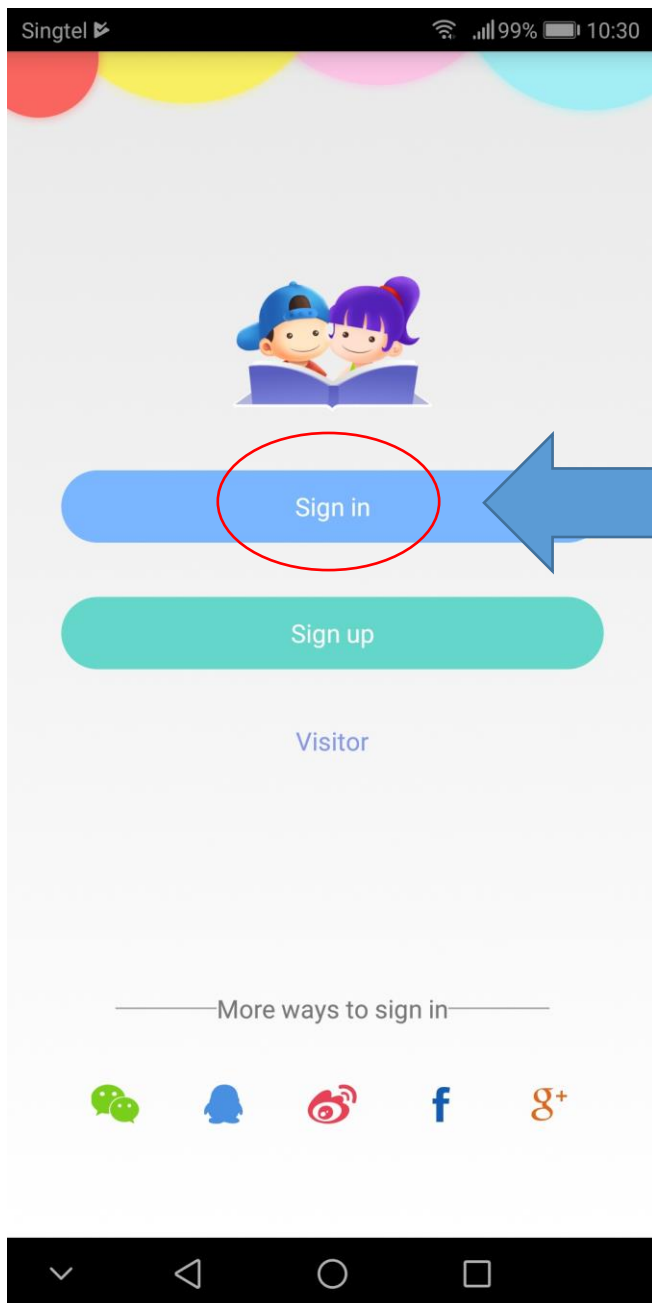 Singtel 99% 10:30
Sign in
Sign up
Visitor
More ways to sign in
f
g+